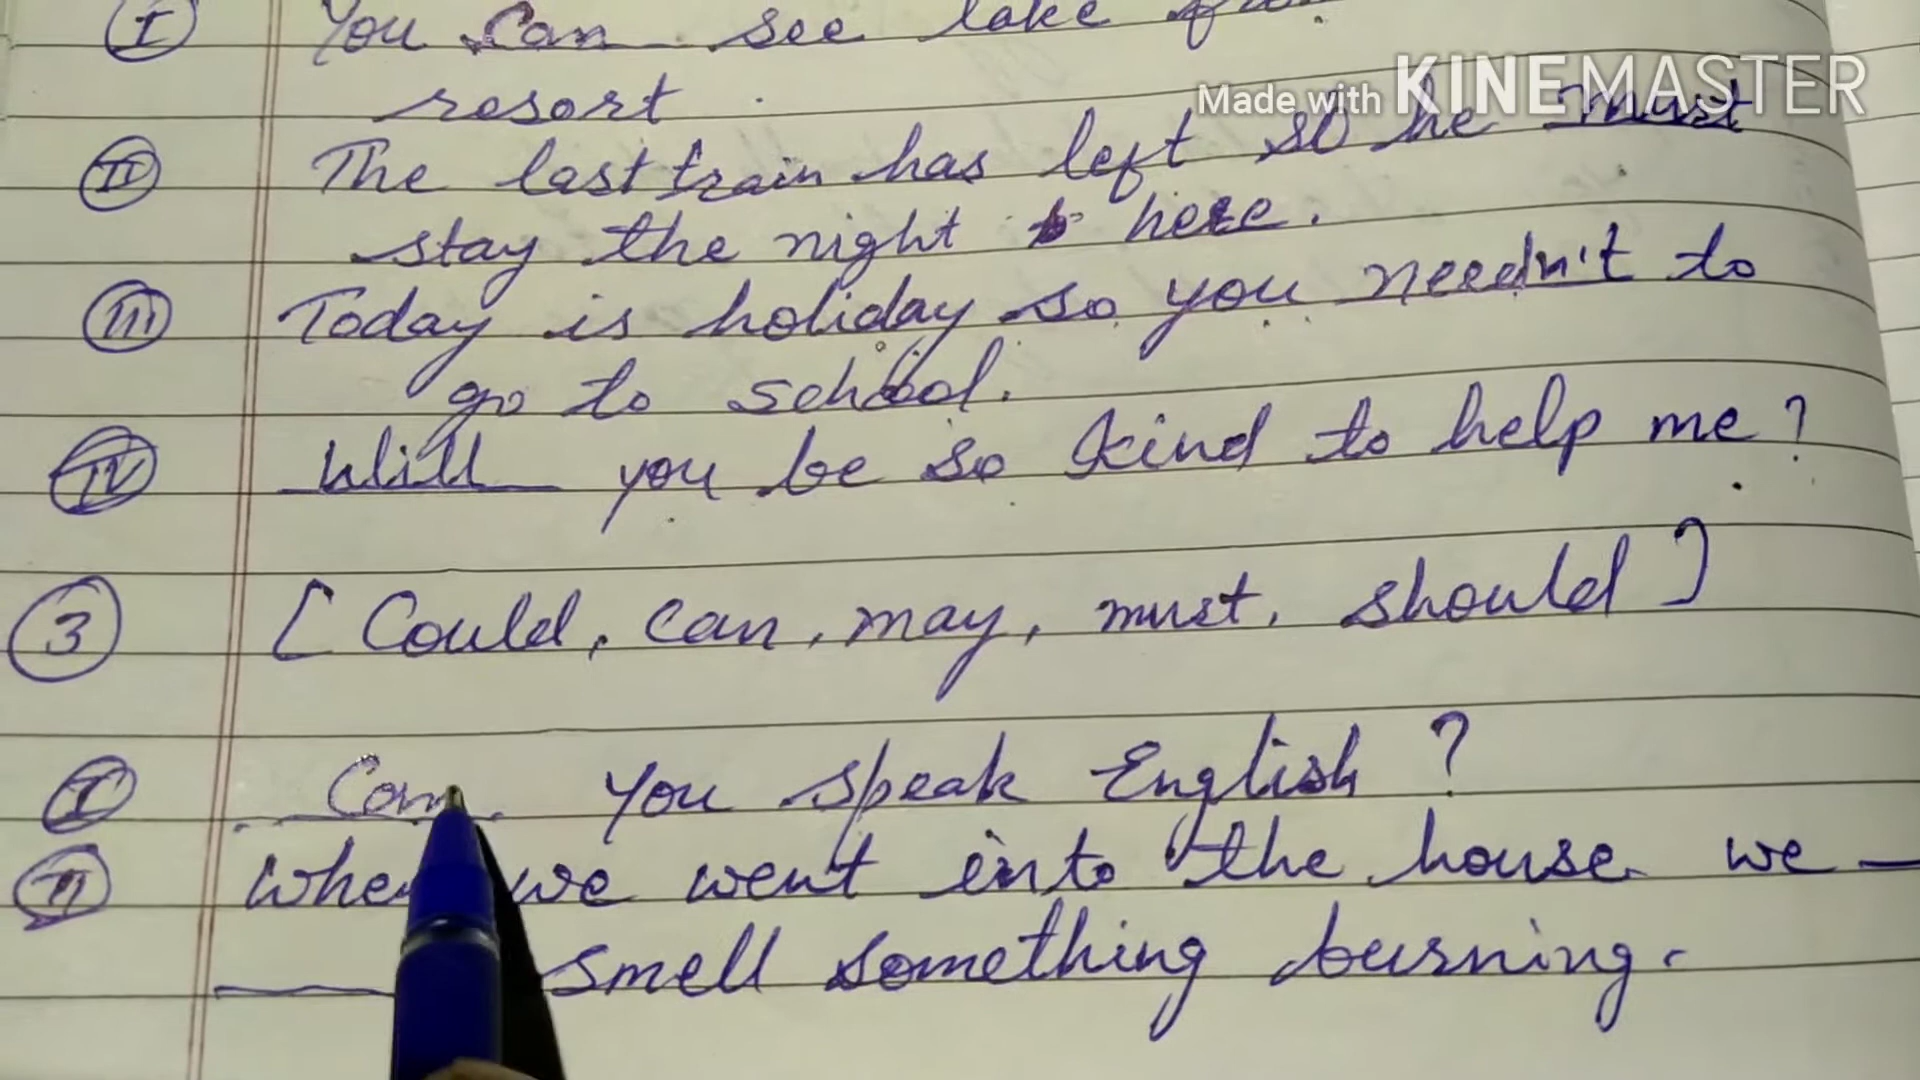 I You can see lake
resort.
Made with KINEMASTER
II The last train has left so he must
stay the night here.
III Today is holiday so you needn't to
go to school.
IV Will you be so kind to help me?
3 [Could, can, may, must, should]
I Can you speak English?
II When we went into the house we
smell something burning.